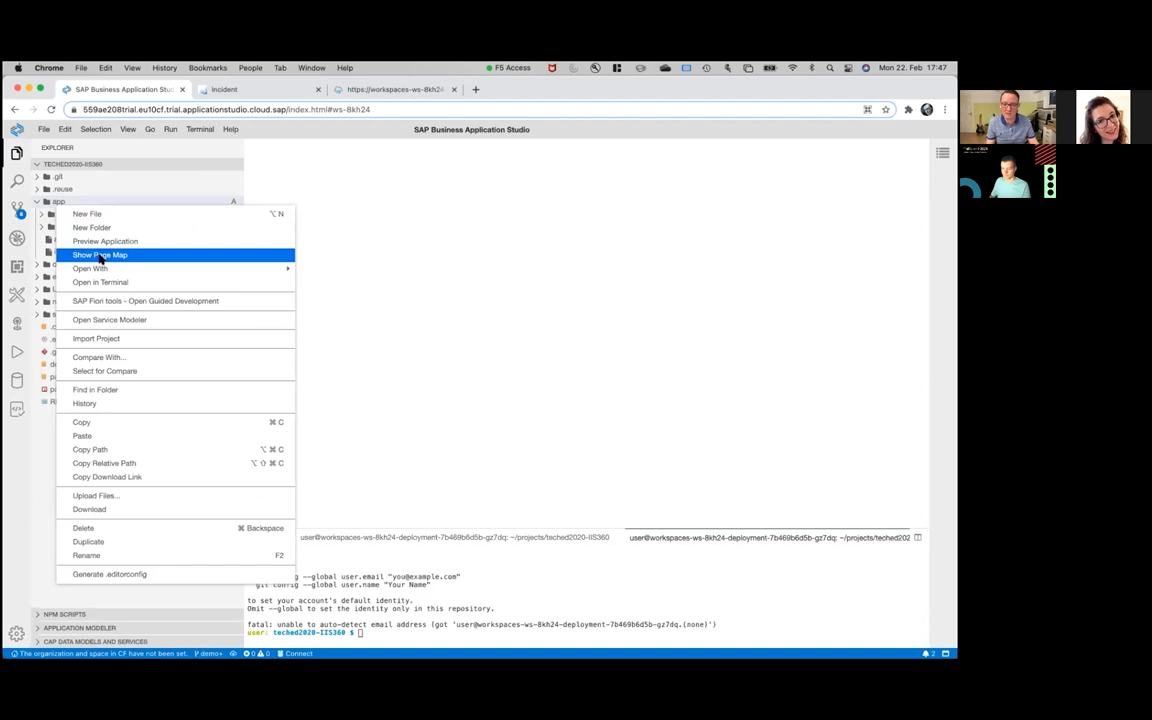 Chrome File Edit View History Bookmarks People Tab Window Help F5 Access Mon 22. Feb 17:47
SAP Business Application Stu Incident https://workspaces-ws-8kh24-
559ae208trial.eu10cf.trial.applicationstudio.cloud.sap/index.html#ws-8kh24
File Edit Selection View Go Run Terminal Help SAP Business Application Studio
EXPLORER
TECHED2020-IIS360
.git
.reuse
app A
New File ⌥ N
New Folder
Preview Application
Show Page Map
Open With
Open in Terminal
SAP Fiori tools - Open Guided Development
Open Service Modeler
Import Project
Compare With...
Select for Compare
Find in Folder
History
Copy ⌘ C
Paste
Copy Path ⌥ ⌘ C
Copy Relative Path ⌥ ⇧ ⌘ C
Copy Download Link
Upload Files...
Download
Delete ⌘ Backspace
Duplicate
Rename F2
Generate .editorconfig
user@workspaces-ws-8kh24-deployment-7b469b6d5b-gz7dq: ~/projects/teched2020-IIS360 user@workspaces-ws-8kh24-deployment-7b469b6d5b-gz7dq: ~/projects/teched202
g --global user.email "you@example.com"
git config --global user.name "Your Name"
to set your account's default identity.
Omit --global to set the identity only in this repository.
fatal: unable to auto-detect email address (got 'user@workspaces-ws-8kh24-deployment-7b469b6d5b-gz7dq.(none)')
user: teched2020-IIS360 $
NPM SCRIPTS
APPLICATION MODELER
CAP DATA MODELS AND SERVICES
The organization and space in CF have not been set. demo+ 0 0 Connect 2